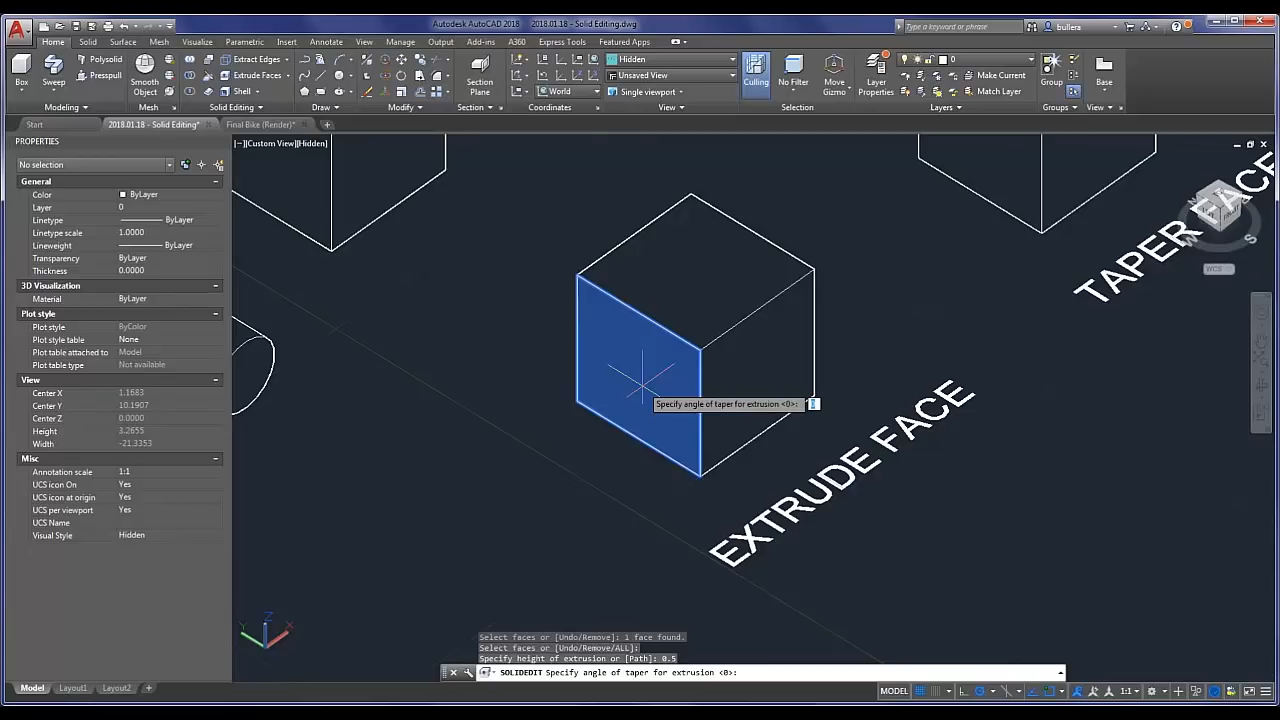 Autodesk AutoCAD 2018    2018.01.18 - Solid Editing.dwg
Type a keyword or phrase
bullera
Home Solid Surface Mesh Visualize Parametric Insert Annotate View Manage Output Add-ins A360 Express Tools Featured Apps
Box
Sweep
Polysolid
Presspull
Modeling
Smooth Object
Mesh
Extract Edges
Extrude Faces
Shell
Solid Editing
Draw
Modify
Section Plane
Section
World
Coordinates
Hidden
Unsaved View
Single viewport
View
Culling
No Filter
Move Gizmo
Selection
Layer Properties
0
Make Current
Match Layer
Layers
Group
Groups
Base
View
Start
2018.01.18 - Solid Editing*
Final Bike (Render)*
PROPERTIES
No selection
General
Color ByLayer
Layer 0
Linetype ByLayer
Linetype scale 1.0000
Lineweight ByLayer
Transparency ByLayer
Thickness 0.0000
3D Visualization
Material ByLayer
Plot style
Plot style ByColor
Plot style table None
Plot table attached to Model
Plot table type Not available
View
Center X 1.1683
Center Y 10.1907
Center Z 0.0000
Height 3.2655
Width -21.3353
Misc
Annotation scale 1:1
UCS icon On Yes
UCS icon at origin Yes
UCS per viewport Yes
UCS Name
Visual Style Hidden
[−][Custom View][Hidden]
TAPER FACE
S
WCS
Specify angle of taper for extrusion <0>: 0
EXTRUDE FACE
Z
Y
X
Select faces or [Undo/Remove]: 1 face found.
Select faces or [Undo/Remove/ALL]:
Specify height of extrusion or [Path]: 0.5
SOLIDEDIT Specify angle of taper for extrusion <0>:
Model Layout1 Layout2 +
MODEL
1:1